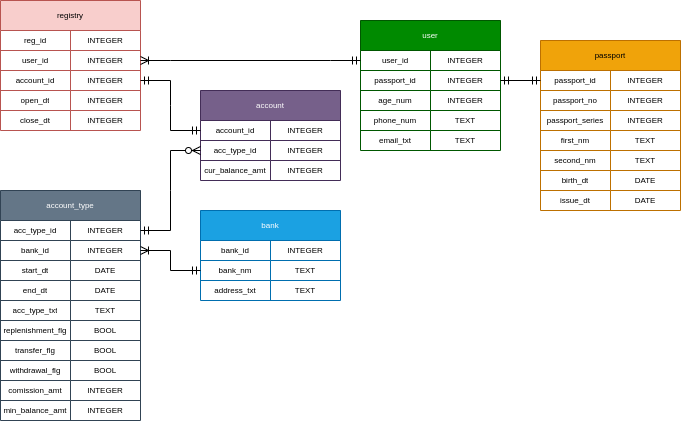 registry
reg_id INTEGER
user_id INTEGER
account_id INTEGER
open_dt INTEGER
close_dt INTEGER
user
user_id INTEGER
passport_id INTEGER
age_num INTEGER
phone_num TEXT
email_txt TEXT
passport
passport_id INTEGER
passport_no INTEGER
passport_series INTEGER
first_nm TEXT
second_nm TEXT
birth_dt DATE
issue_dt DATE
account
account_id INTEGER
acc_type_id INTEGER
cur_balance_amt INTEGER
account_type
acc_type_id INTEGER
bank_id INTEGER
start_dt DATE
end_dt DATE
acc_type_txt TEXT
replenishment_flg BOOL
transfer_flg BOOL
withdrawal_flg BOOL
comission_amt INTEGER
min_balance_amt INTEGER
bank
bank_id INTEGER
bank_nm TEXT
address_txt TEXT